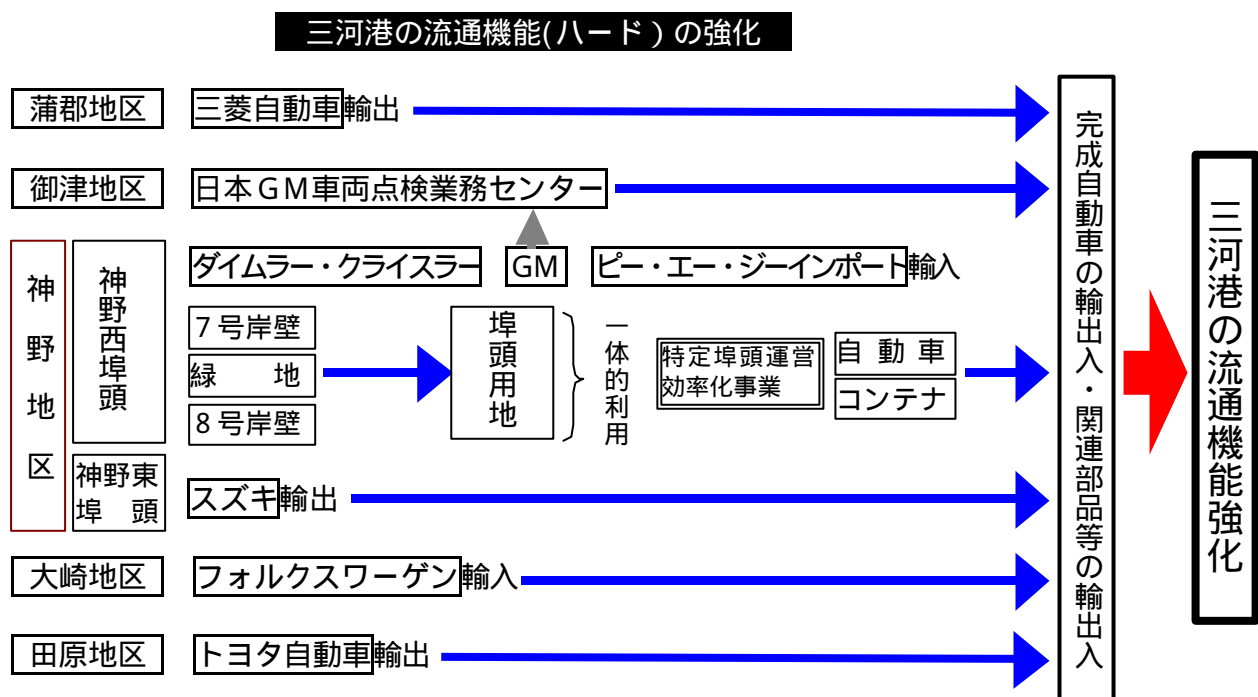 三河港の流通機能(ハード)の強化
蒲郡地区
三菱自動車輸出
御津地区
日本GM車両点検業務センター
神野地区
神野西埠頭
ダイムラー・クライスラー
GM
ピー・エー・ジーインポート輸入
7号岸壁
緑 地
8号岸壁
埠頭用地
一体的利用
特定埠頭運営
効率化事業
自動車
コンテナ
神野東
埠 頭
スズキ輸出
大崎地区
フォルクスワーゲン輸入
田原地区
トヨタ自動車輸出
完成自動車の輸出入・関連部品等の輸出入
三河港の流通機能強化